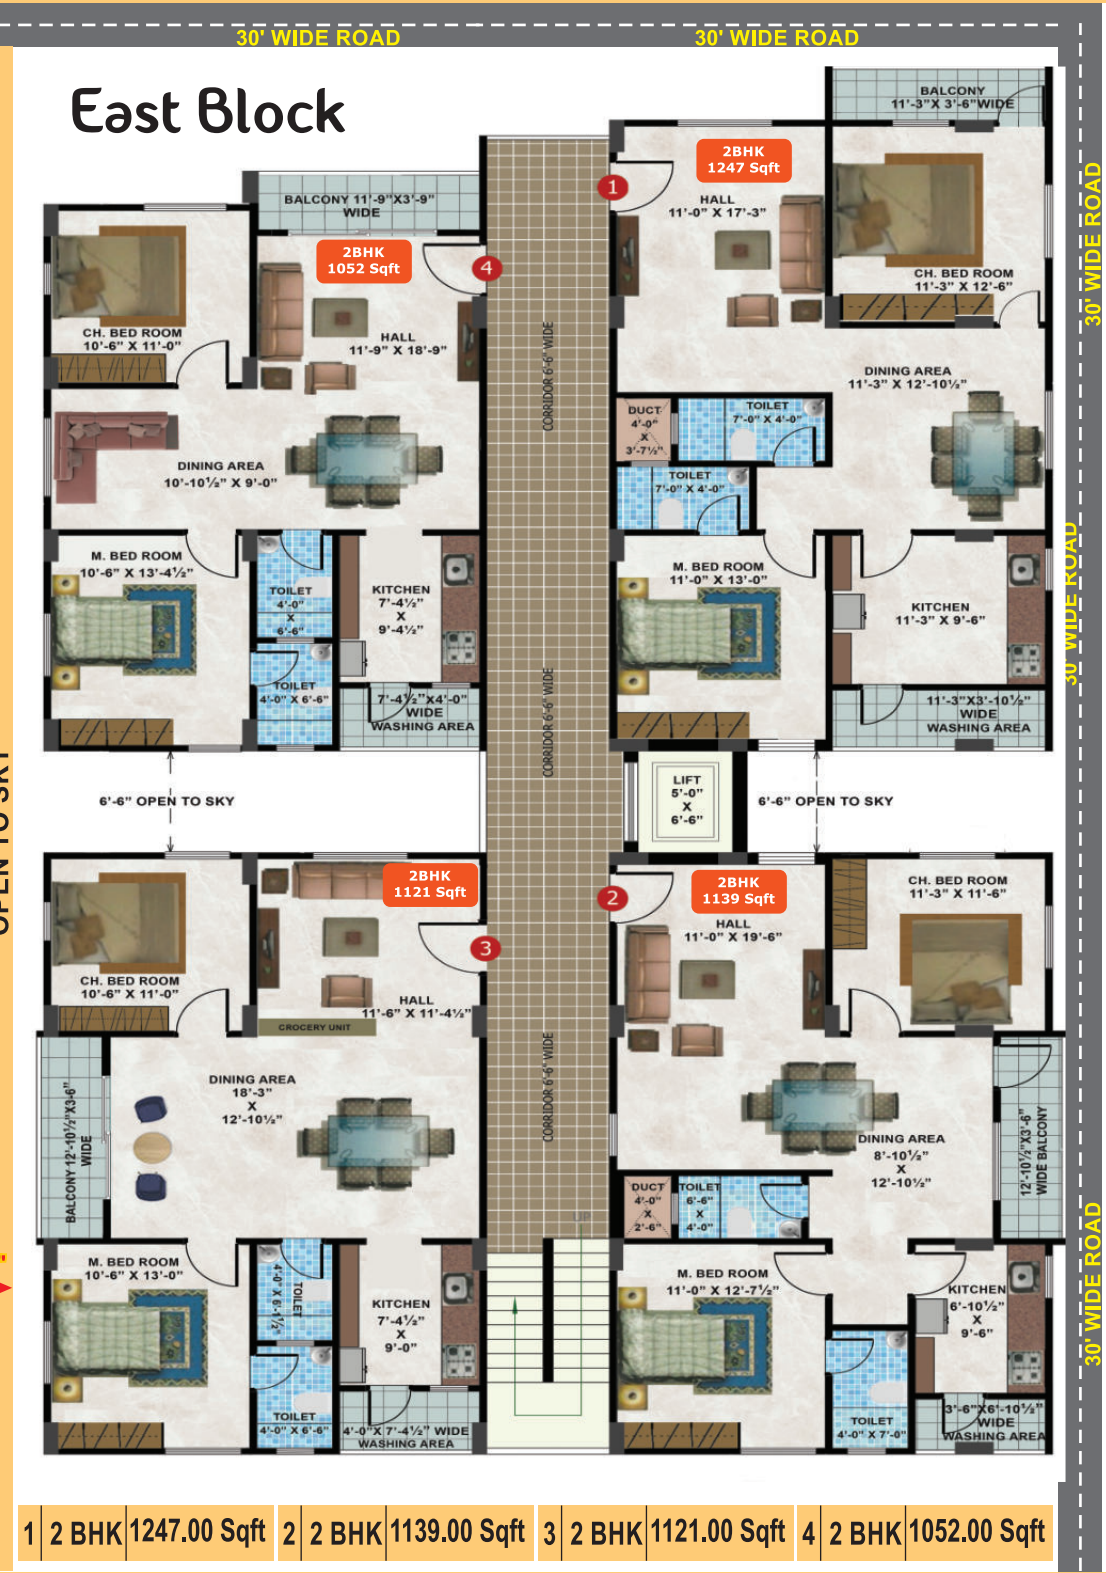 30' WIDE ROAD
30' WIDE ROAD
East Block
BALCONY
11'-3"X 3'-6"WIDE
2BHK
1247 Sqft
HALL
11'-0" X 17'-3"
1
CH. BED ROOM
11'-3" X 12'-6"
30' WIDE ROAD
BALCONY 11'-9"X3'-9"
WIDE
2BHK
1052 Sqft
4
CH. BED ROOM
10'-6" X 11'-0"
HALL
11'-9" X 18'-9"
CORRIDOR 6'-6" WIDE
DINING AREA
11'-3" X 12'-10½"
DUCT
4'-0"
X
3'-7½"
TOILET
7'-0" X 4'-0"
TOILET
7'-0" X 4'-0"
DINING AREA
10'-10½" X 9'-0"
M. BED ROOM
10'-6" X 13'-4½"
TOILET
4'-0"
X
6'-6"
KITCHEN
7'-4½"
X
9'-4½"
M. BED ROOM
11'-0" X 13'-0"
KITCHEN
11'-3" X 9'-6"
30' WIDE ROAD
TOILET
4'-0" X 6'-6"
7'-4½"X4'-0"
WIDE
WASHING AREA
CORRIDOR 6'-6" WIDE
11'-3"X3'-10½"
WIDE
WASHING AREA
OPEN TO SKY
6'-6" OPEN TO SKY
LIFT
5'-0"
X
6'-6"
6'-6" OPEN TO SKY
2BHK
1121 Sqft
3
2
2BHK
1139 Sqft
HALL
11'-0" X 19'-6"
CH. BED ROOM
11'-3" X 11'-6"
CH. BED ROOM
10'-6" X 11'-0"
HALL
11'-6" X 11'-4½"
CROCERY UNIT
CORRIDOR 6'-6" WIDE
DINING AREA
18'-3"
X
12'-10½"
BALCONY 12'-10½"X3-6"
WIDE
DINING AREA
8'-10½"
X
12'-10½"
12'-10½"X3'-6"
WIDE BALCONY
DUCT
4'-0"
X
2'-6"
TOILET
6'-6"
X
4'-0"
UP
M. BED ROOM
10'-6" X 13'-0"
TOILET
4'-0" X 6'-1½"
KITCHEN
7'-4½"
X
9'-0"
M. BED ROOM
11'-0" X 12'-7½"
KITCHEN
6'-10½"
X
9'-6"
30' WIDE ROAD
TOILET
4'-0" X 6'-6"
4'-0"X 7'-4½" WIDE
WASHING AREA
TOILET
4'-0" X 7'-0"
3'-6"X6'-10½"
WIDE
WASHING AREA
1 2 BHK 1247.00 Sqft 2 2 BHK 1139.00 Sqft 3 2 BHK 1121.00 Sqft 4 2 BHK 1052.00 Sqft